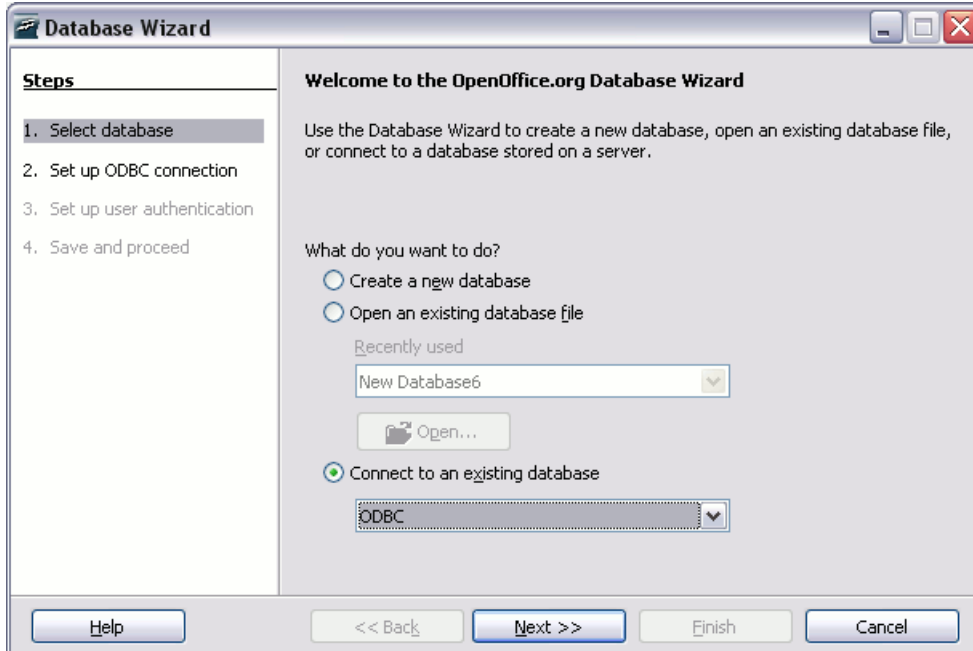 Database Wizard
Steps
1. Select database
2. Set up ODBC connection
3. Set up user authentication
4. Save and proceed
Welcome to the OpenOffice.org Database Wizard
Use the Database Wizard to create a new database, open an existing database file,
or connect to a database stored on a server.
What do you want to do?
Create a new database
Open an existing database file
Recently used
New Database6
Open...
Connect to an existing database
ODBC
Help
<< Back
Next >>
Finish
Cancel